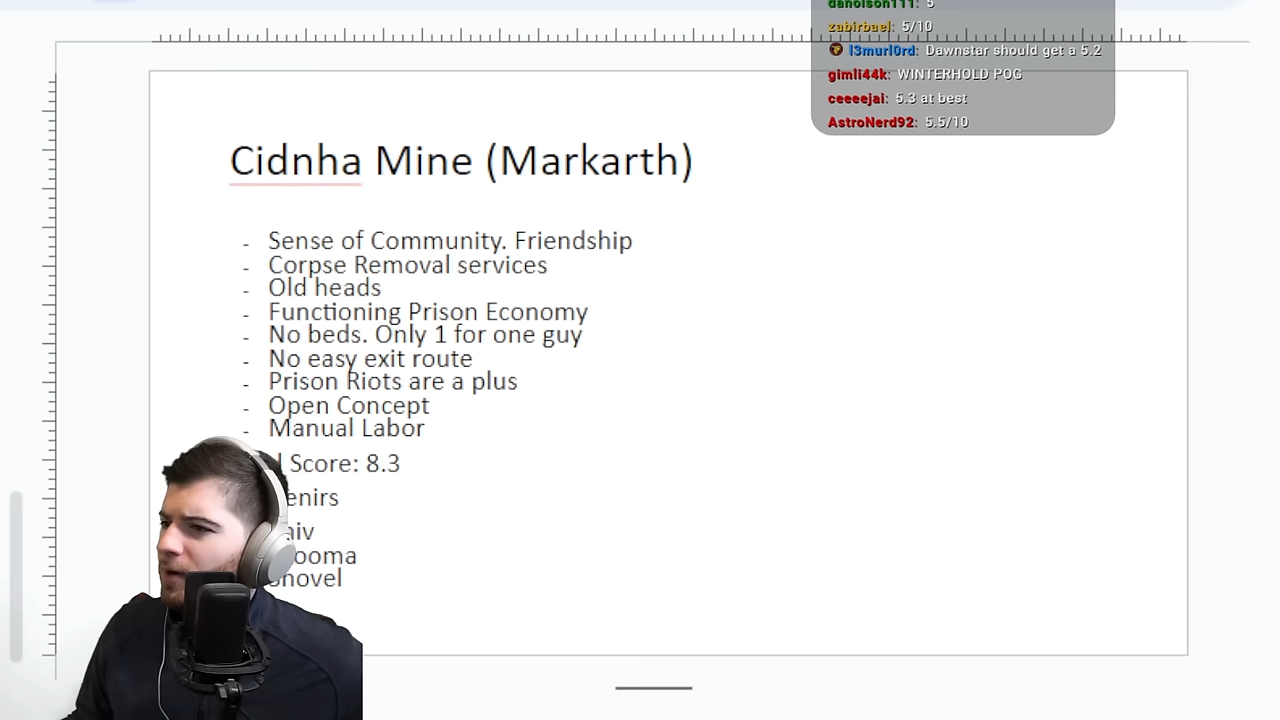 danolson111: 5
zabirbael: 5/10
l3murl0rd: Dawnstar should get a 5.2
gimli44k: WINTERHOLD POG
ceeeejai: 5.3 at best
AstroNerd92: 5.5/10
Cidnha Mine (Markarth)
- Sense of Community. Friendship
- Corpse Removal services
- Old heads
- Functioning Prison Economy
- No beds. Only 1 for one guy
- No easy exit route
- Prison Riots are a plus
- Open Concept
- Manual Labor
Score: 8.3
enirs
iv
ooma
Shovel